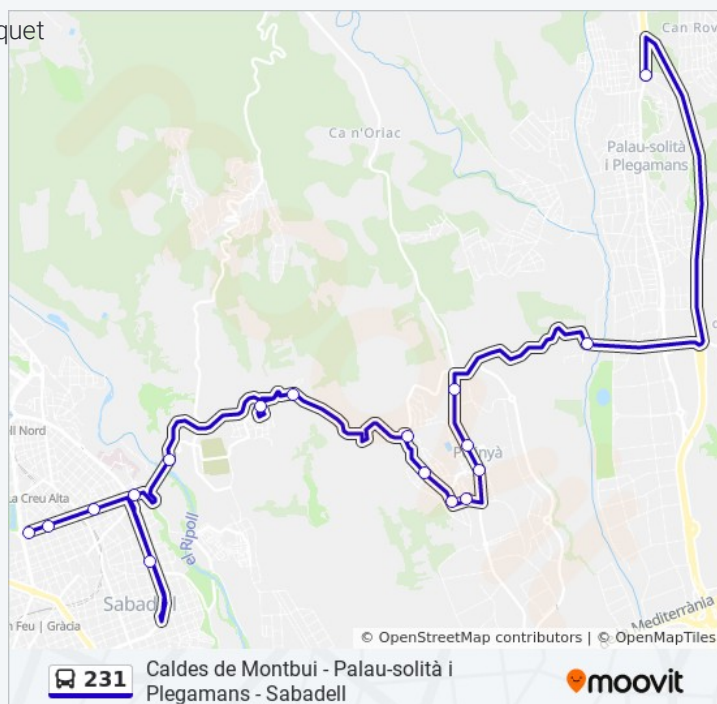 quet
Can Rov
Ca n'Oriac
Palau-solità
i Plegamans
ll Nord
La Creu Alta
P
nyà
el Ripoll
Sabadell
n Feu | Gràcia
Mediterrània
© OpenStreetMap contributors | © OpenMapTiles
231
Caldes de Montbui - Palau-solità i
Plegamans - Sabadell
moovit